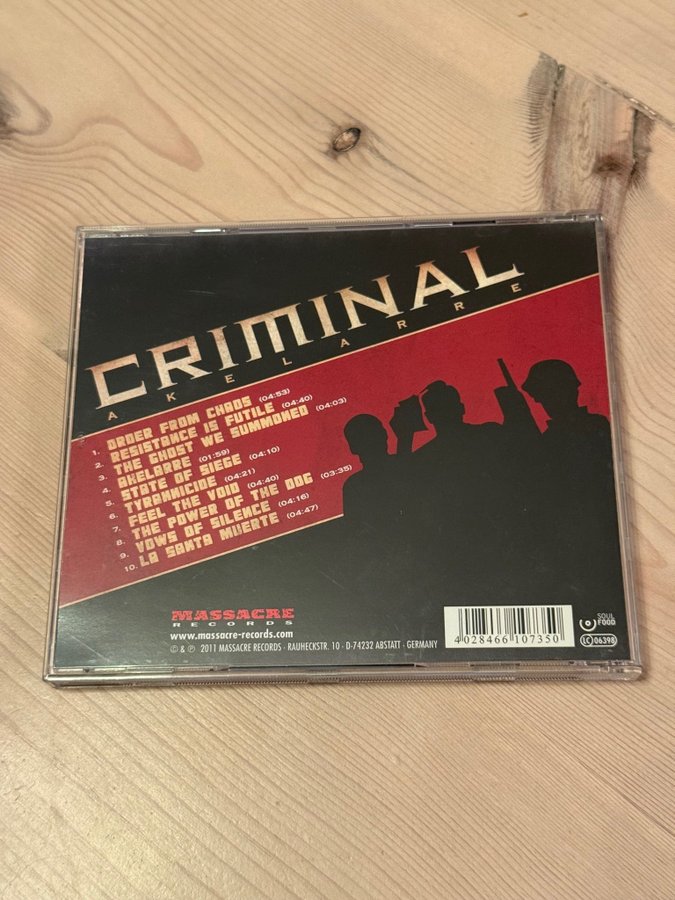 CRIMINAL
AKELARRE
1. ORDER FROM CHAOS (04:53)
2. RESISTANCE IS FUTILE (04:40)
3. THE GHOST WE SUMMONED (04:03)
4. AKELARRE (01:59)
5. STATE OF SIEGE (04:10)
6. TYRANNICIDE (04:21)
7. FEEL THE VOID (04:40)
8. THE POWER OF THE DOG (03:35)
9. VOWS OF SILENCE (04:16)
10. LA SANTA MUERTE (04:47)
MASSACRE
RECORDS
www.massacre-records.com
© & ℗ 2011 MASSACRE RECORDS · RAUHECKSTR. 10 · D-74232 ABSTATT · GERMANY
4 028466 107350
SOUL
FOOD
LC 06398